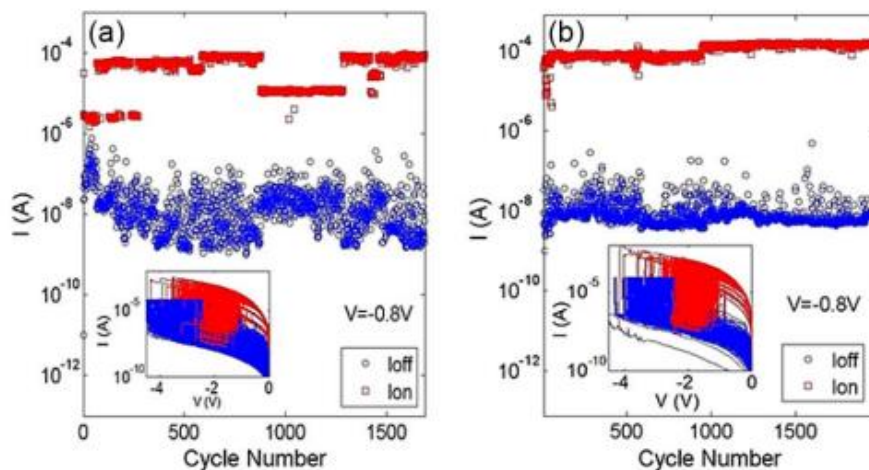 (a)
10^-4
10^-6
10^-8
10^-10
10^-12
I (A)
10^-5
10^-10
I (A)
-4
-2
0
V (V)
V=-0.8V
Ioff
Ion
0
500
1000
1500
Cycle Number
(b)
10^-4
10^-6
10^-8
10^-10
10^-12
I (A)
10^-5
10^-10
I (A)
-4
-2
0
V (V)
V=-0.8V
Ioff
Ion
500
1000
1500
Cycle Number